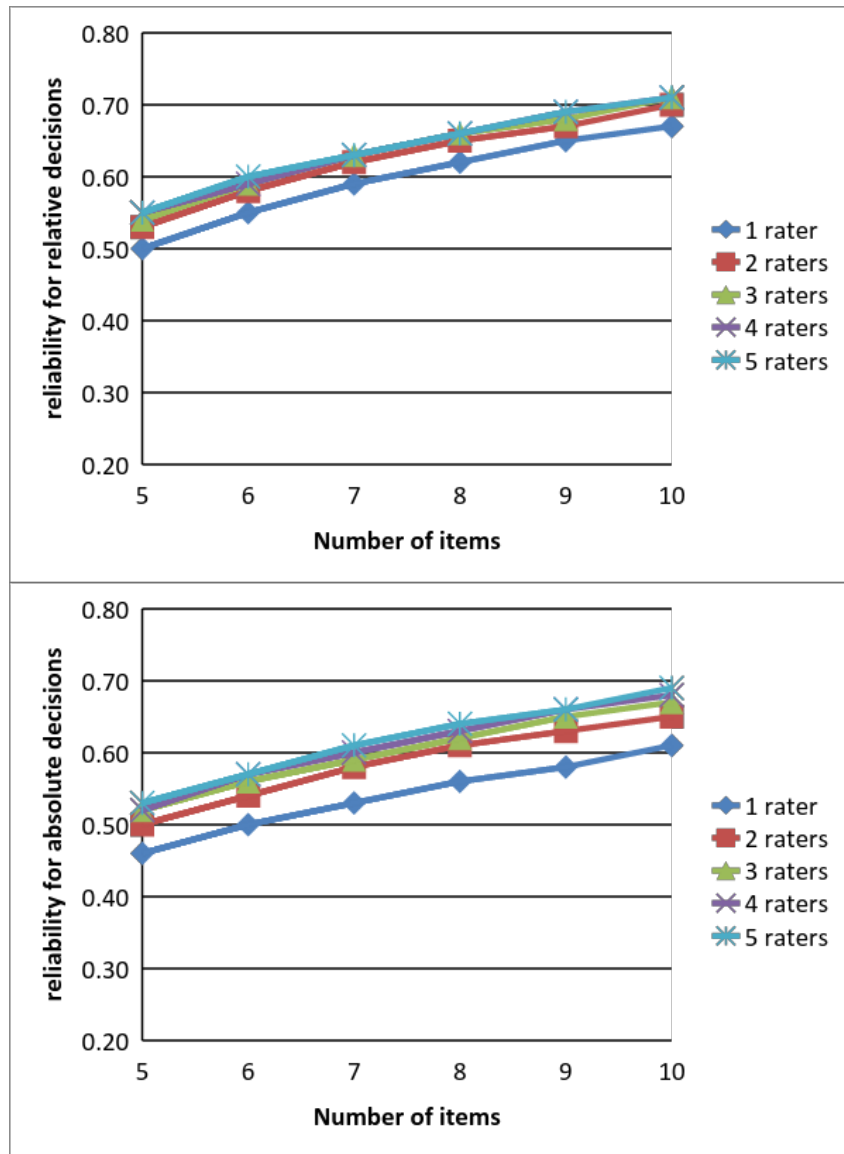 reliability for relative decisions
0.80
0.70
0.60
0.50
0.40
0.30
0.20
5 6 7 8 9 10
Number of items
1 rater
2 raters
3 raters
4 raters
5 raters
reliability for absolute decisions
0.80
0.70
0.60
0.50
0.40
0.30
0.20
5 6 7 8 9 10
Number of items
1 rater
2 raters
3 raters
4 raters
5 raters